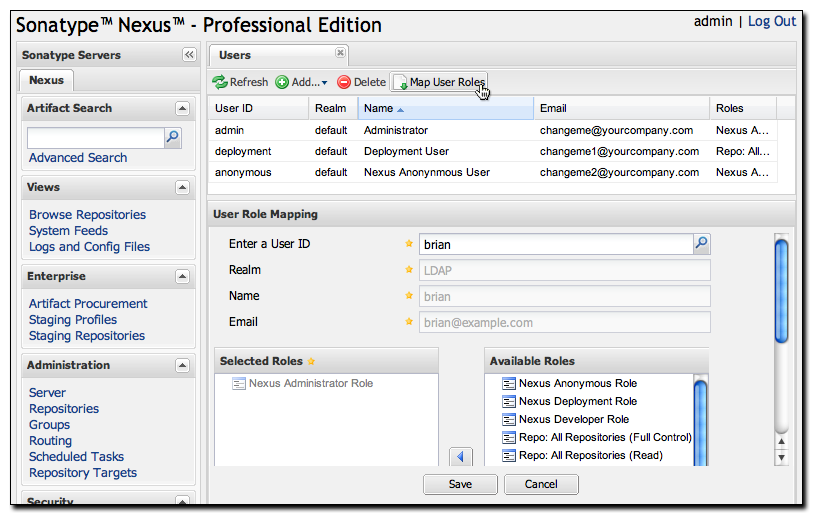 Sonatype™ Nexus™ - Professional Edition
admin | Log Out
Sonatype Servers
Nexus
Artifact Search
Advanced Search
Views
Browse Repositories
System Feeds
Logs and Config Files
Enterprise
Artifact Procurement
Staging Profiles
Staging Repositories
Administration
Server
Repositories
Groups
Routing
Scheduled Tasks
Repository Targets
Security
Users
Refresh Add... Delete Map User Roles
User ID Realm Name Email Roles
admin default Administrator changeme@yourcompany.com Nexus A...
deployment default Deployment User changeme1@yourcompany.com Repo: All...
anonymous default Nexus Anonynmous User changeme2@yourcompany.com Nexus A...
User Role Mapping
Enter a User ID brian
Realm LDAP
Name brian
Email brian@example.com
Selected Roles
Nexus Administrator Role
Available Roles
Nexus Anonymous Role
Nexus Deployment Role
Nexus Developer Role
Repo: All Repositories (Full Control)
Repo: All Repositories (Read)
Save Cancel